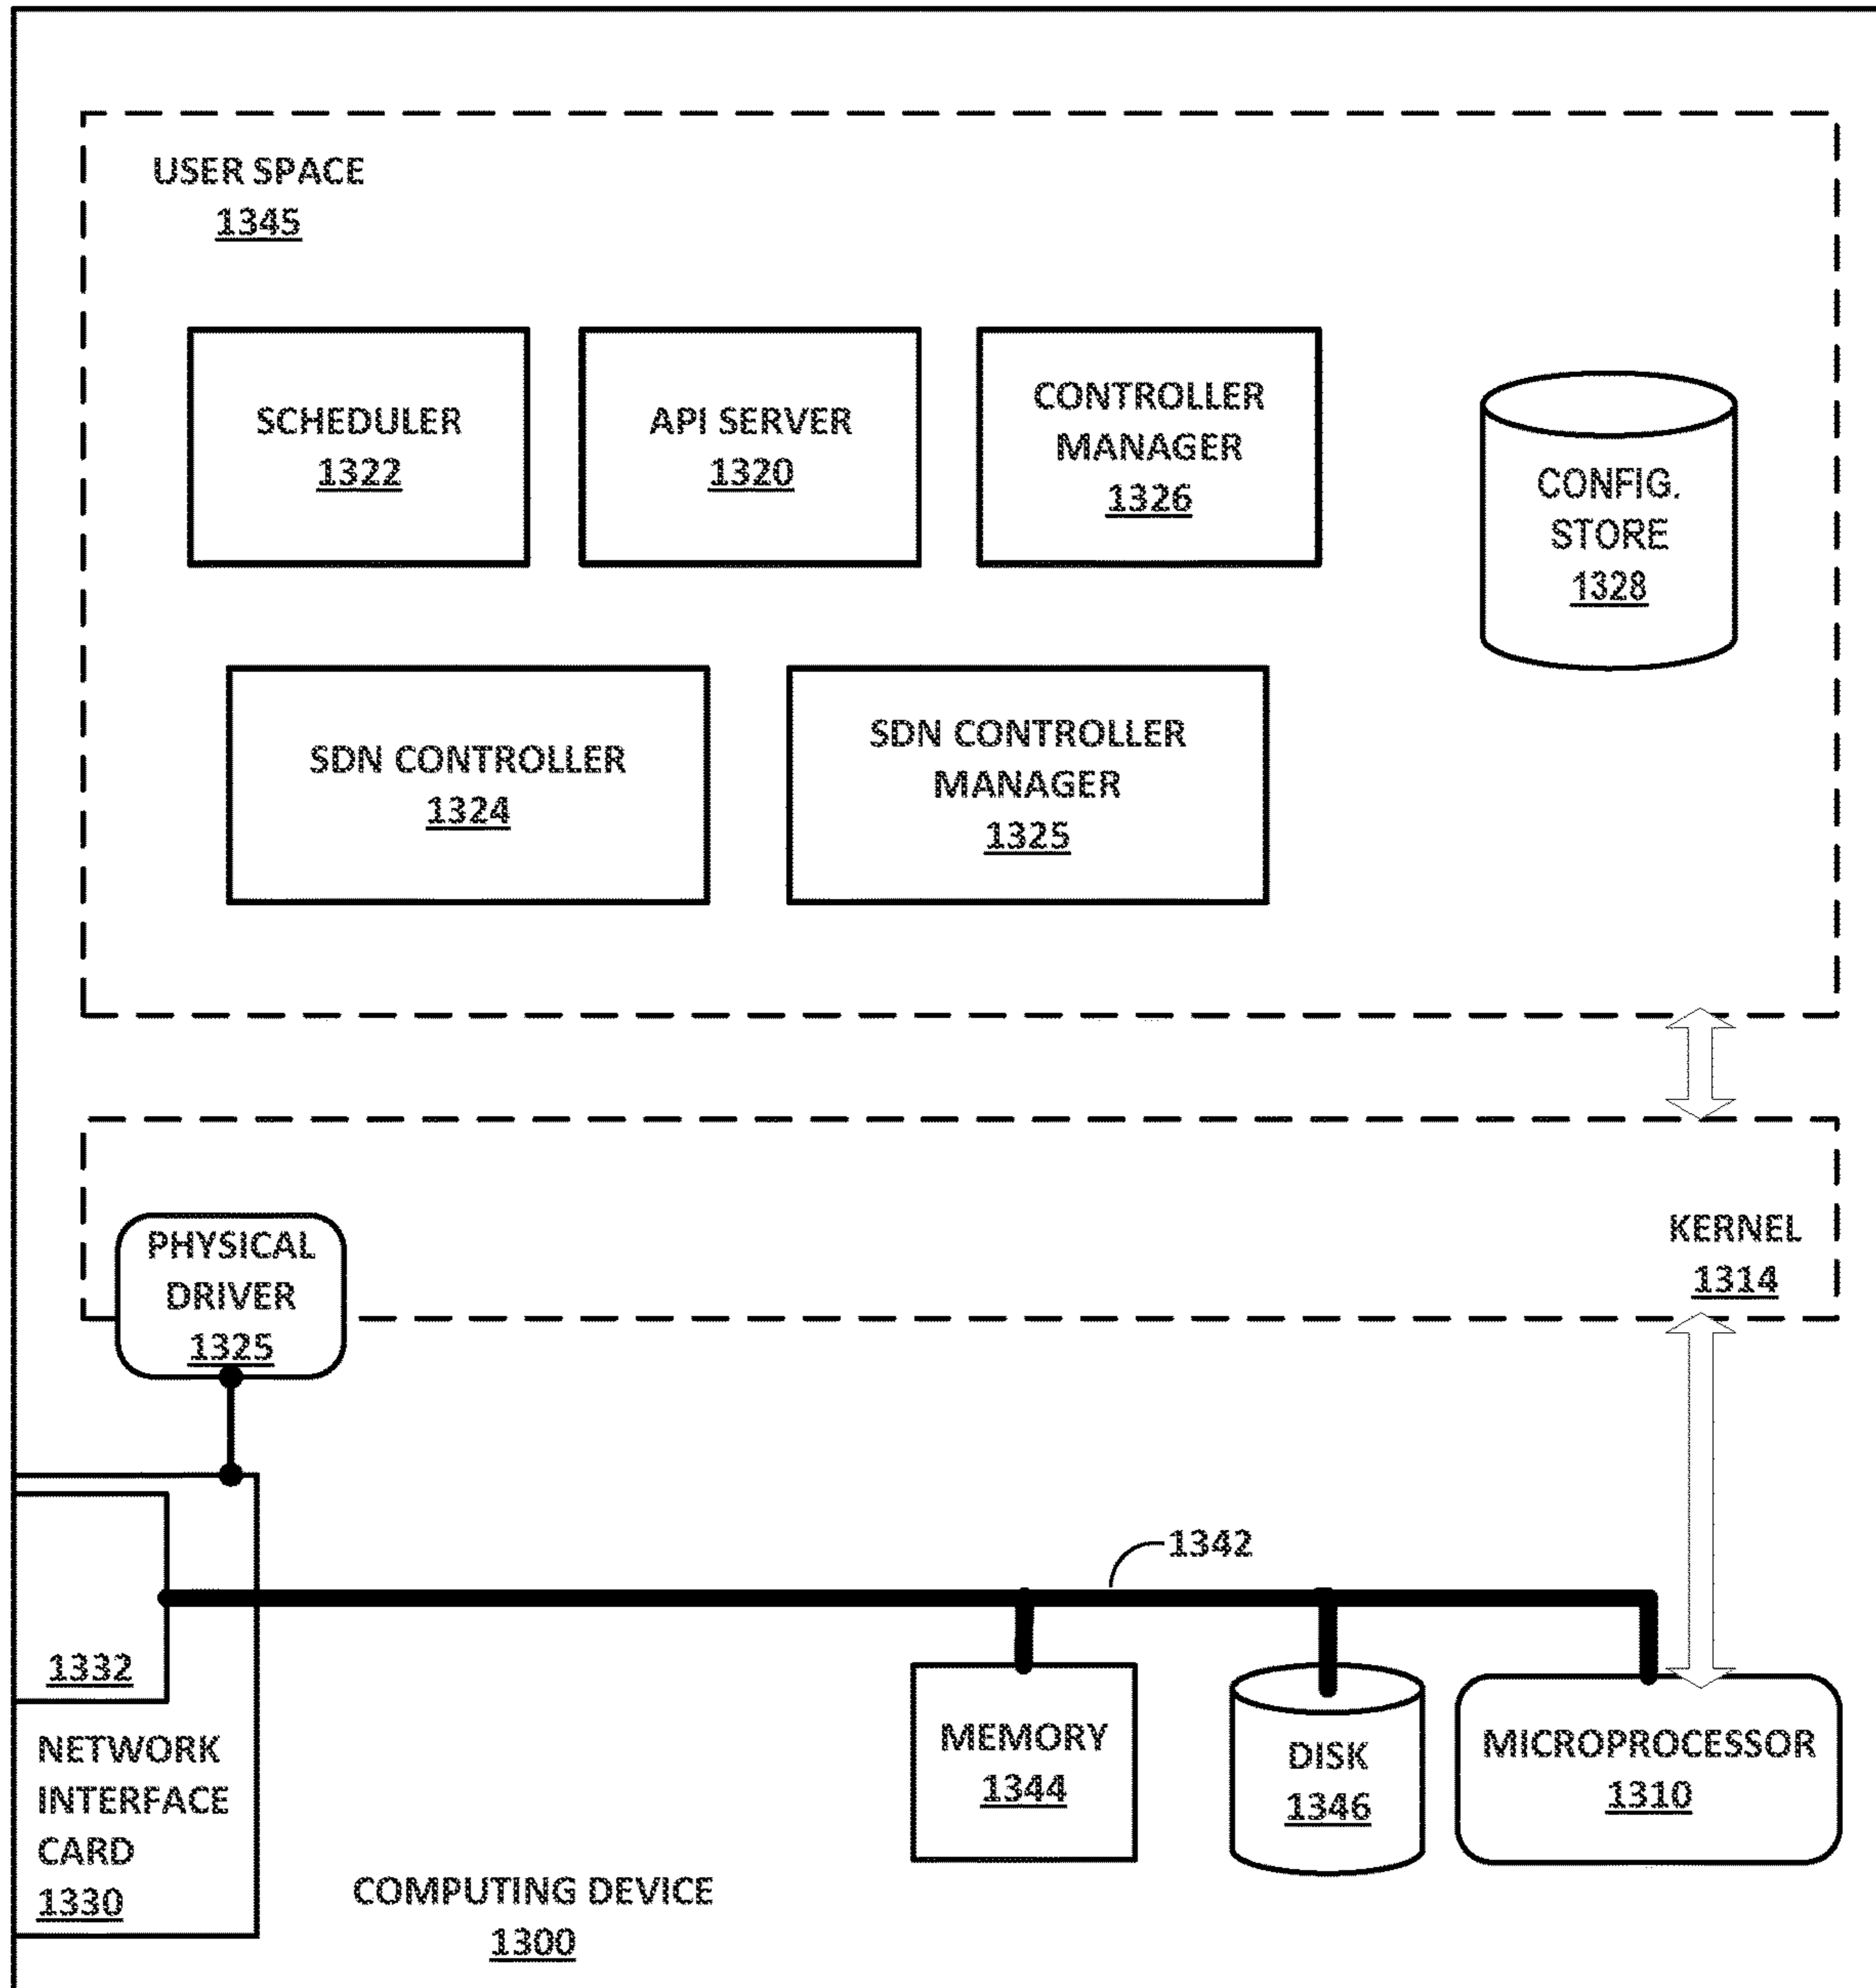 USER SPACE
1345
SCHEDULER
1322
API SERVER
1320
CONTROLLER
MANAGER
1326
CONFIG.
STORE
1328
SDN CONTROLLER
1324
SDN CONTROLLER
MANAGER
1325
KERNEL
1314
PHYSICAL
DRIVER
1325
1342
1332
NETWORK
INTERFACE
CARD
1330
MEMORY
1344
DISK
1346
MICROPROCESSOR
1310
COMPUTING DEVICE
1300